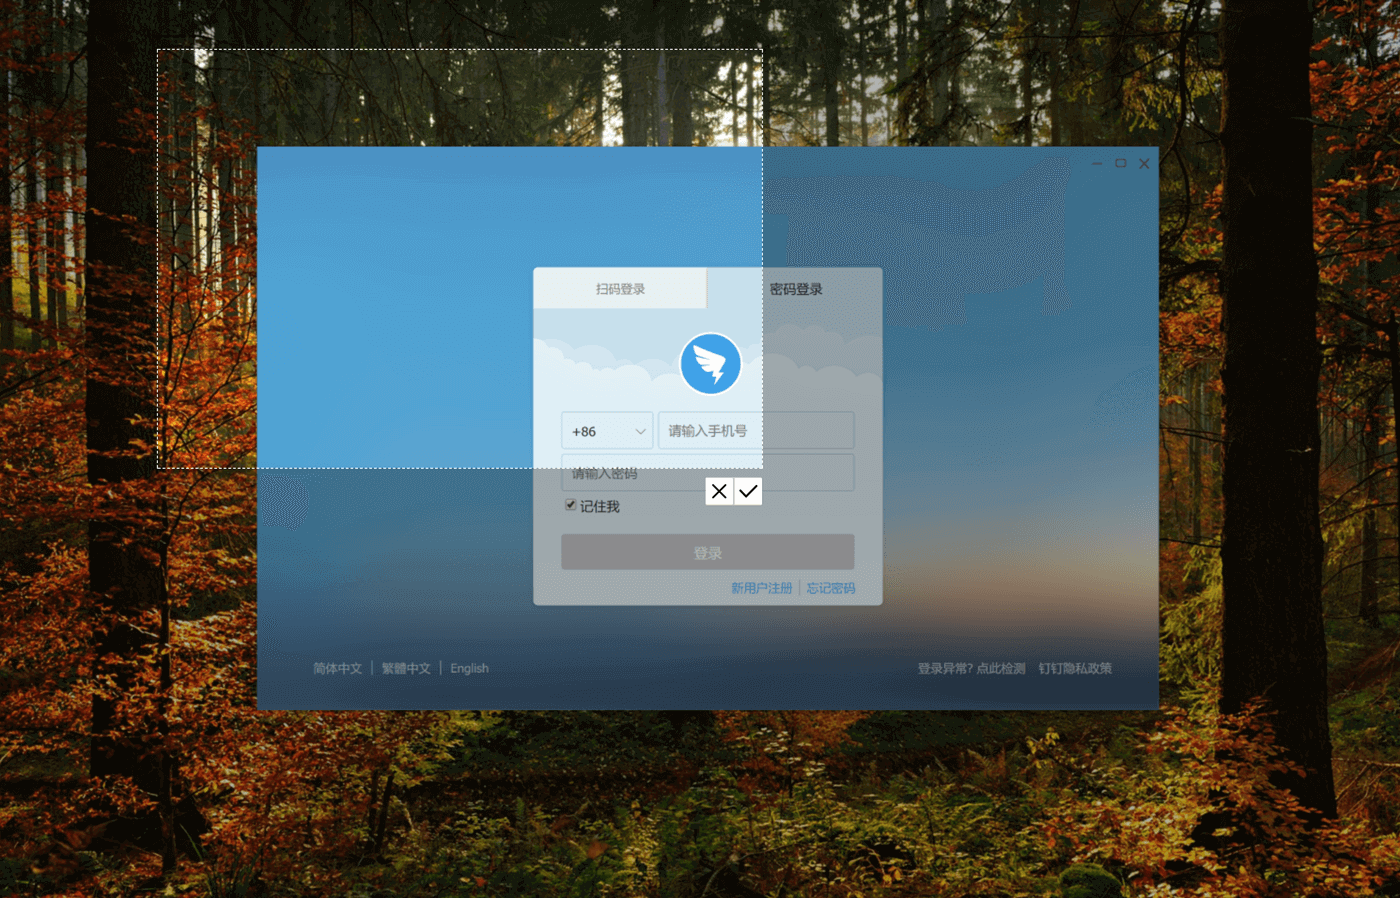 扫码登录 密码登录
+86 请输入手机号
请输入密码
记住我
登录
新用户注册 | 忘记密码
简体中文 | 繁體中文 | English 登录异常? 点此检测 钉钉隐私政策